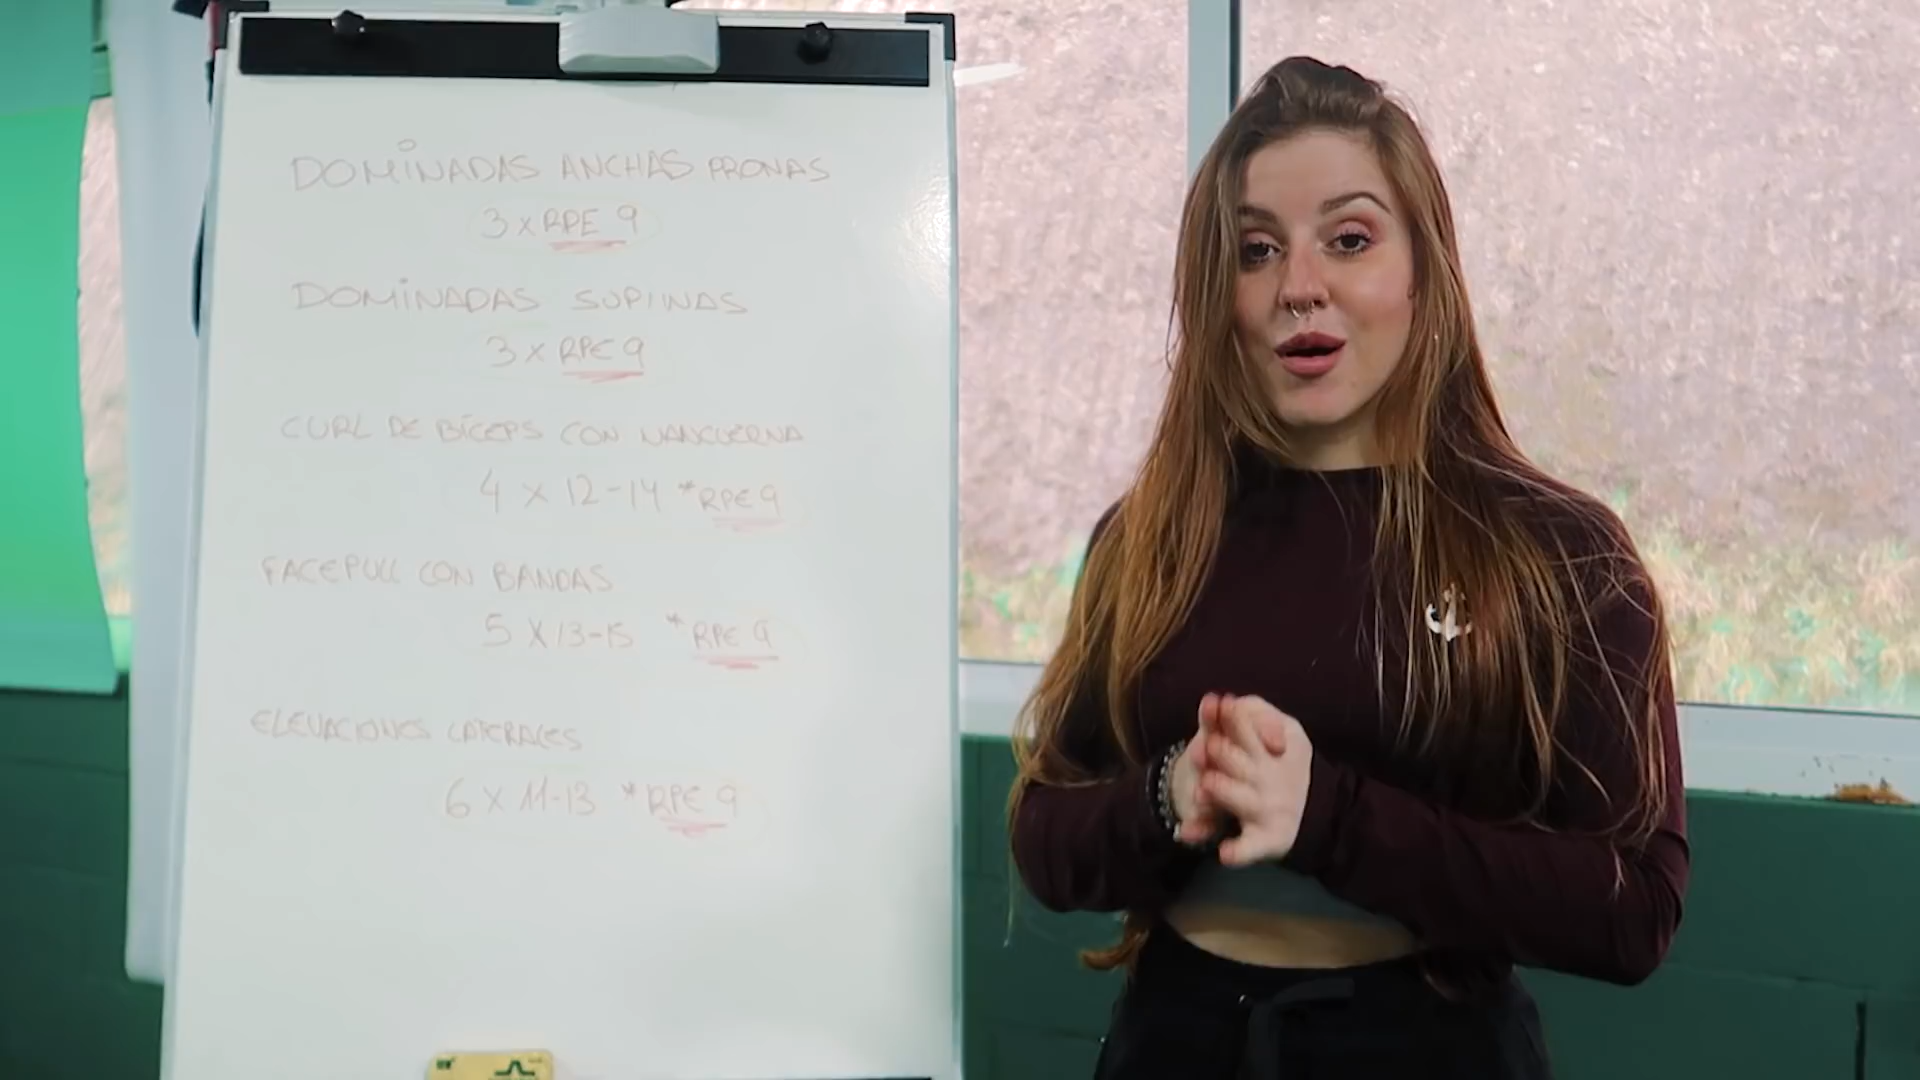 DOMINADAS ANCHAS PRONAS
3 x RPE 9
DOMINADAS SUPINAS
3 x RPE 9
CURL DE BÍCEPS CON MANCUERNA
4 x 12-14 *RPE 9
FACEPULL CON BANDAS
5 X 13-15 *RPE 9
ELEVACIONES LATERALES
6 X 11-13 *RPE 9